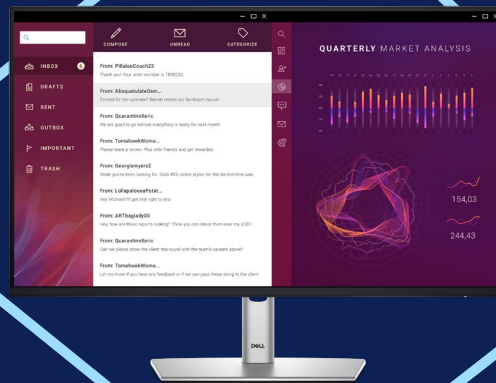 COMPOSE
UNREAD
CATEGORIZE
INBOX
DRAFTS
SENT
OUTBOX
IMPORTANT
TRASH
From: PillalooCouch23
Thank you! Your order number is
From: AbsquatulateGem...
Excited for the summer? Barrett rented our
From: QuarantineXeric
We are good to go. Almost everything is ready for next month!
From: TomahawkWoma...
Please leave a review. Plus refer friends and get rewarded.
From: Georgiemyers2
Deals you've been looking for. Grab 40% select styles for this limited-time sale.
From: LollapaloosaPotat...
Hey Michael! I'll get that right to you.
From: ARTbaglady00
Hey, how are those reports looking? Think you can shoot them over my
From: QuarantineXeric
Can we please show the client this round with the team's caveats above?
From: TomahawkWoma...
Let me know if you have any feedback or if we can pass these along to the client
QUARTERLY MARKET ANALYSIS
154,03
244,43
DELL